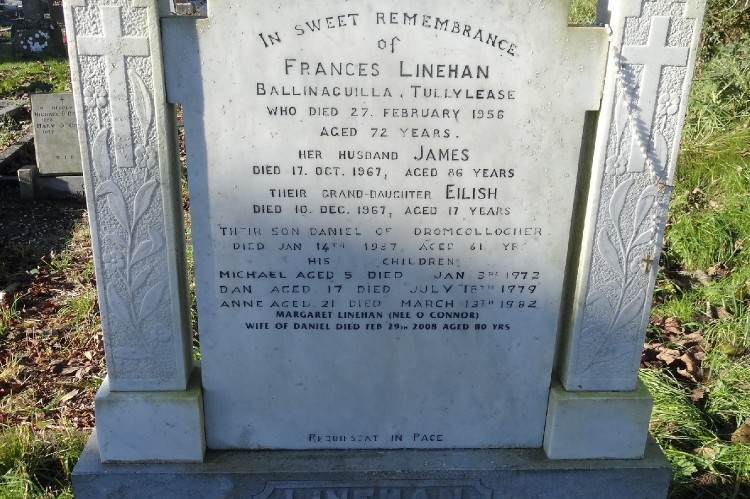 IN SWEET REMEMBRANCE
of
FRANCES LINEHAN
BALLINAGUILLA, TULLYLEASE
WHO DIED 27. FEBRUARY 1956
AGED 72 YEARS.
HER HUSBAND JAMES
DIED 17. OCT. 1967, AGED 86 YEARS
THEIR GRAND-DAUGHTER EILISH
DIED 10. DEC. 1967, AGED 17 YEARS
THEIR SON DANIEL OF DROMCOLLOGHER
DIED JAN 14TH 1987 AGED 61 YRS
HIS CHILDREN
MICHAEL AGED 5 DIED JAN 3RD 1972
DAN AGED 17 DIED JULY 18TH 1979
ANNE AGED 21 DIED MARCH 13TH 1982
MARGARET LINEHAN (NEE O CONNOR)
WIFE OF DANIEL DIED FEB 29TH 2008 AGED 80 YRS
REQUIESCAT IN PACE
LINEHAN